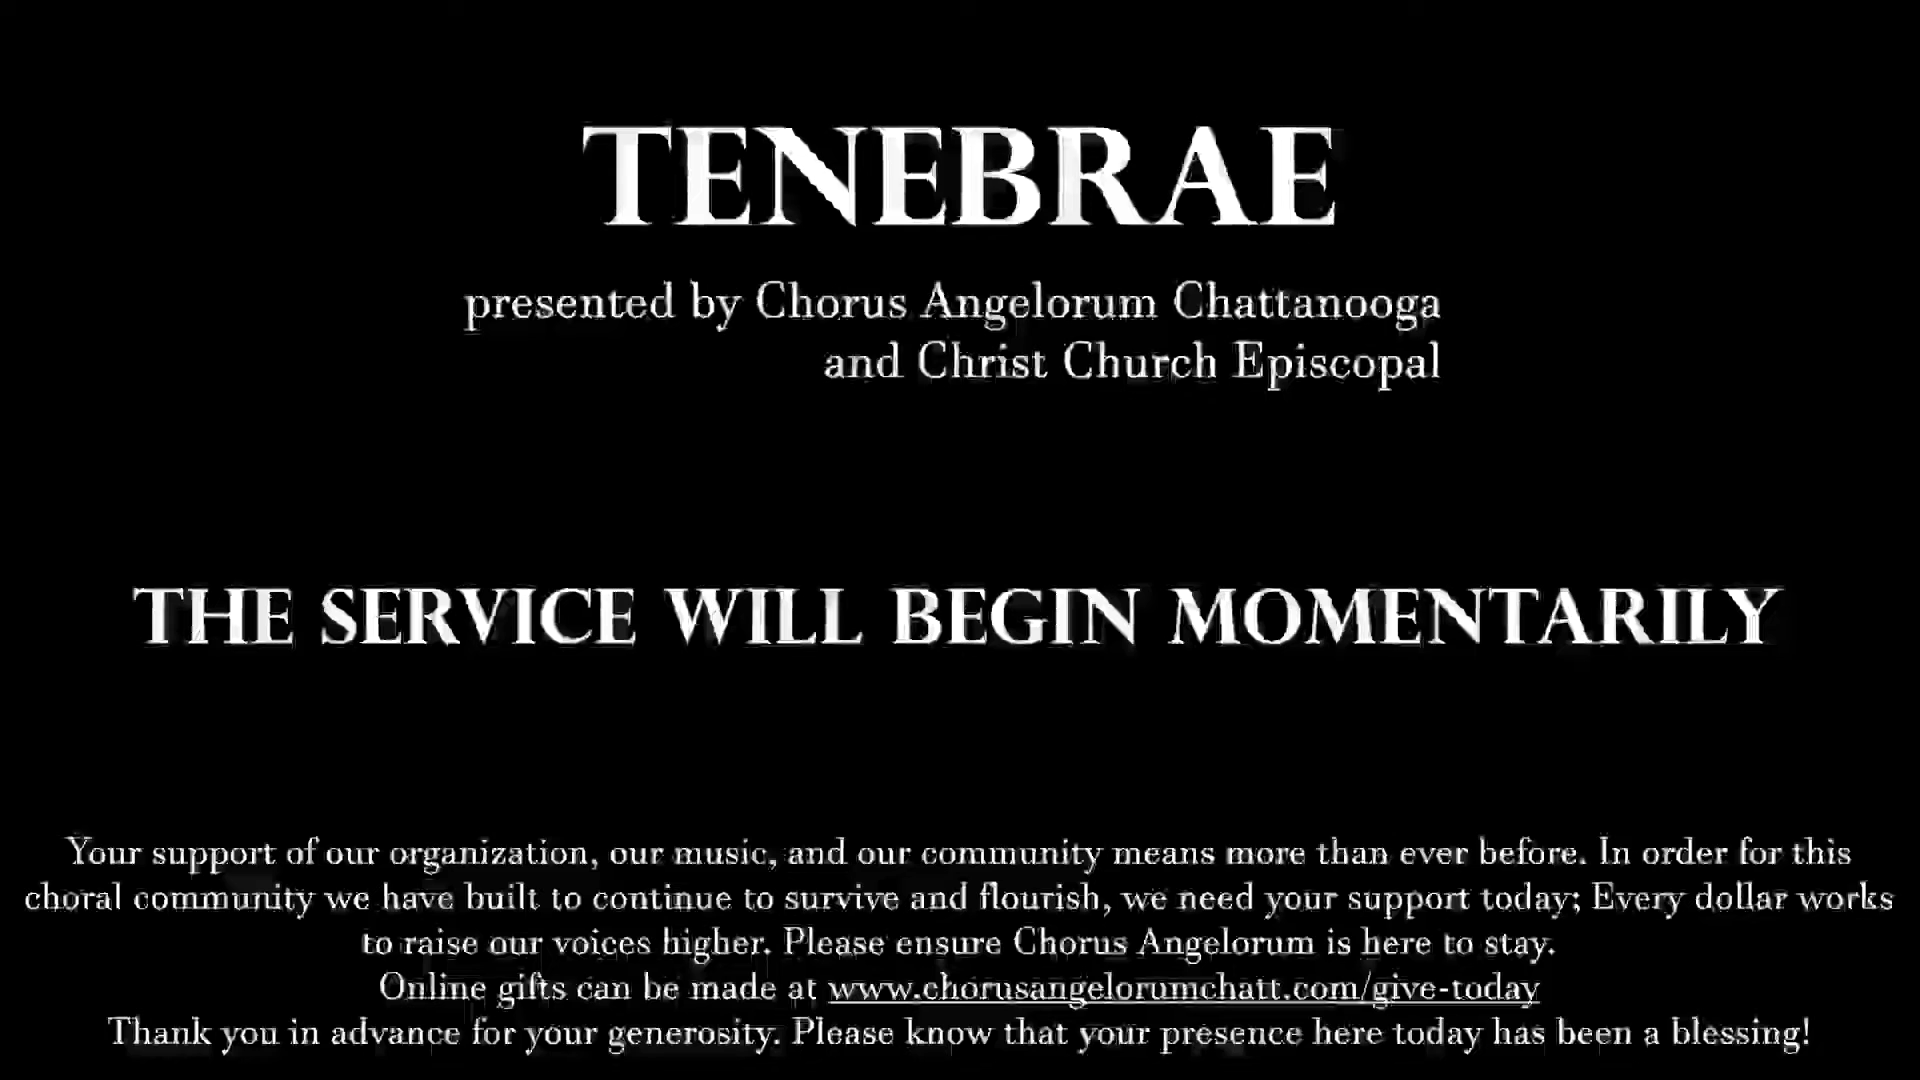 TENEBRAE
presented by Chorus Angelorum Chattanooga
and Christ Church Episcopal
THE SERVICE WILL BEGIN MOMENTARILY
Your support of our organization, our music, and our community means more than ever before. In order for this
choral community we have built to continue to survive and flourish, we need your support today; Every dollar works
to raise our voices higher. Please ensure Chorus Angelorum is here to stay.
Online gifts can be made at www.chorusangelorumchatt.com/give-today
Thank you in advance for your generosity. Please know that your presence here today has been a blessing!